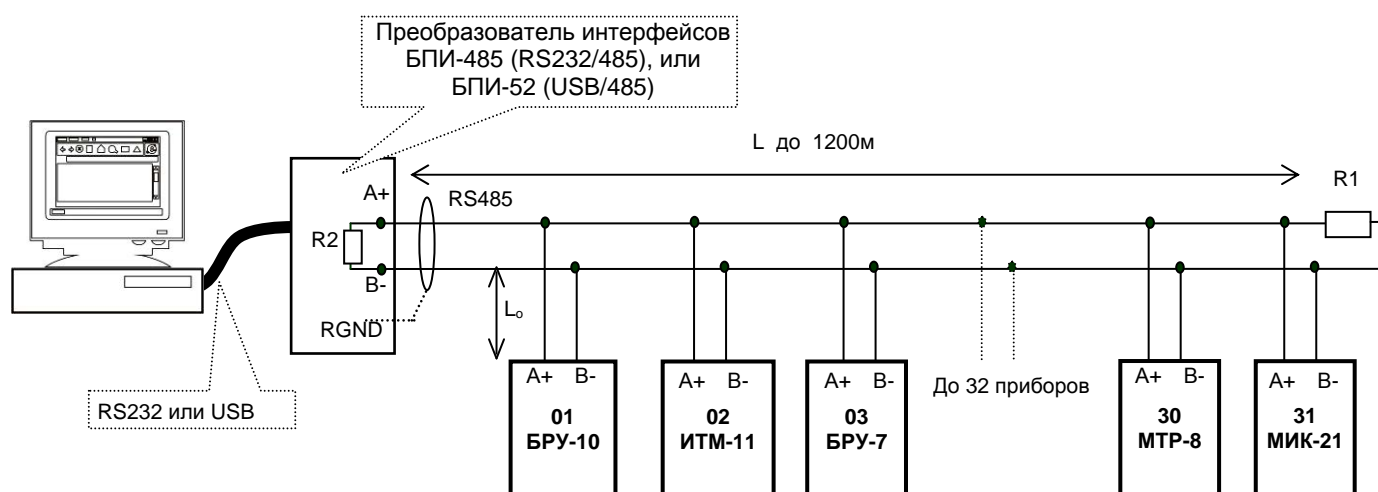 Преобразователь интерфейсов
БПИ-485 (RS232/485), или
БПИ-52 (USB/485)
L до 1200м
R1
A+
RS485
R2
B-
RGND
Lo
RS232 или USB
A+ B-
01
БРУ-10
A+ B-
02
ИТМ-11
A+ B-
03
БРУ-7
До 32 приборов
A+ B-
30
МТР-8
A+ B-
31
МИК-21